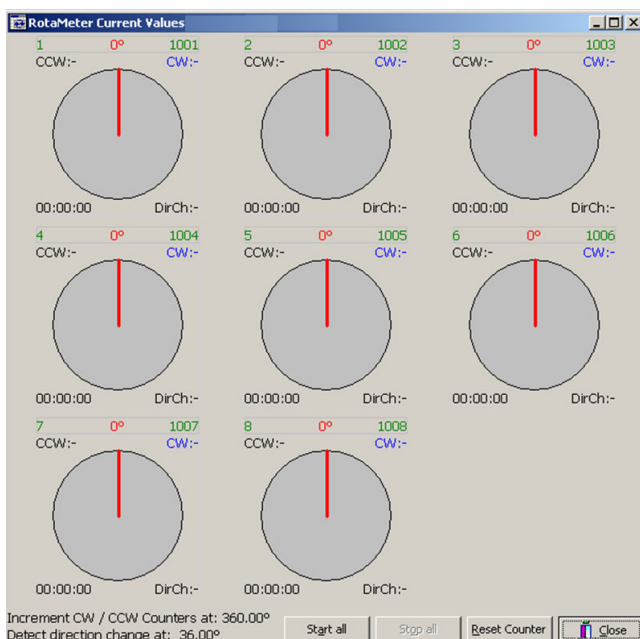 RotaMeter Current Values
1 0º 1001 2 0º 1002 3 0º 1003
CCW:- CW:- CCW:- CW:- CCW:- CW:-
00:00:00 DirCh:- 00:00:00 DirCh:- 00:00:00 DirCh:-
4 0º 1004 5 0º 1005 6 0º 1006
CCW:- CW:- CCW:- CW:- CCW:- CW:-
00:00:00 DirCh:- 00:00:00 DirCh:- 00:00:00 DirCh:-
7 0º 1007 8 0º 1008
CCW:- CW:- CCW:- CW:-
00:00:00 DirCh:- 00:00:00 DirCh:-
Increment CW / CCW Counters at: 360.00º
Detect direction change at: 36.00º
Start all Stop all Reset Counter Close